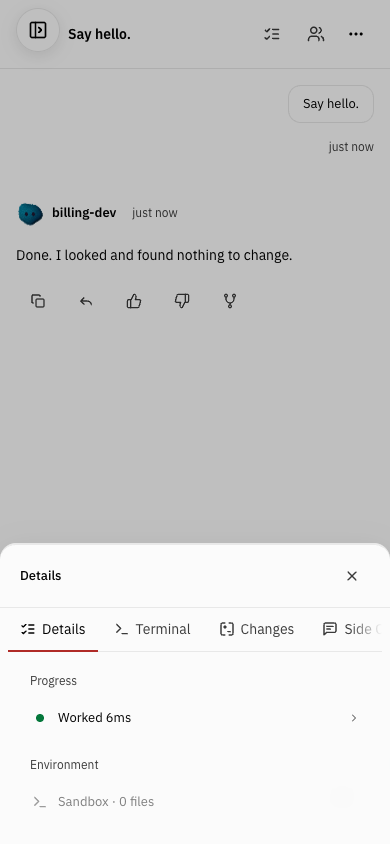 Say hello.
Say hello.
just now
billing-dev just now
Done. I looked and found nothing to change.
Details
Details Terminal Changes Side
Progress
Worked 6ms
Environment
Sandbox · 0 files